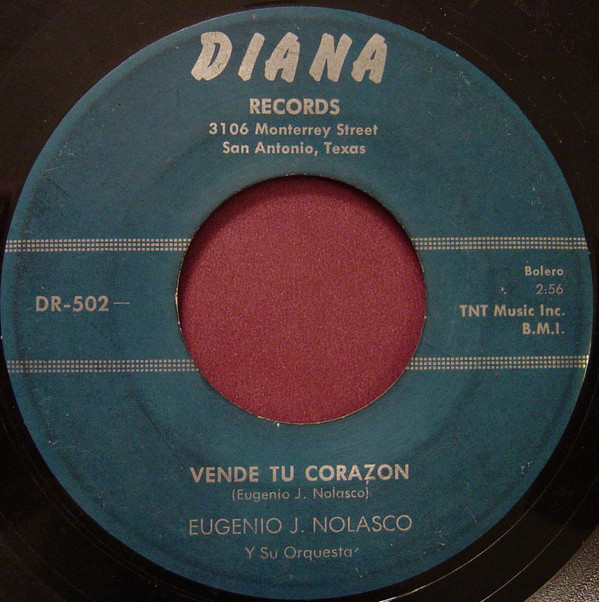 DIANA
RECORDS
3106 Monterrey Street
San Antonio, Texas
DR-502—
Bolero
2:56
TNT Music Inc.
B.M.I.
VENDE TU CORAZON
(Eugenio J. Nolasco)
EUGENIO J. NOLASCO
Y Su Orquesta